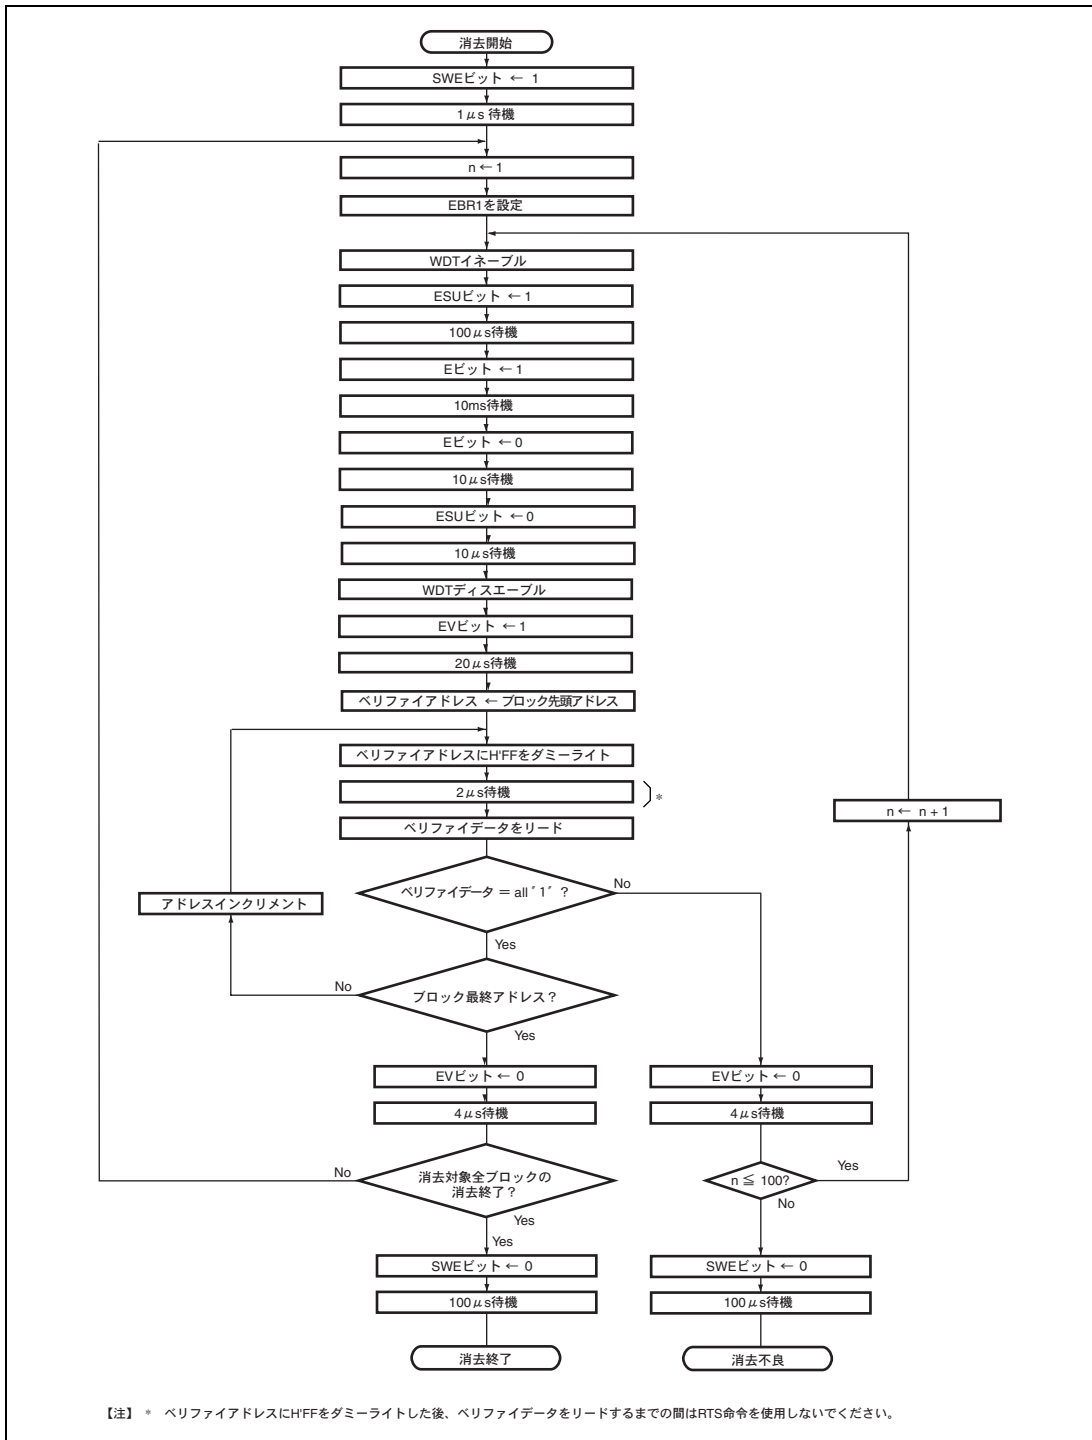 消去開始
SWEビット ← 1
1μs 待機
n ← 1
EBR1を設定
WDTイネーブル
ESUビット ← 1
100μs待機
Eビット ← 1
10ms待機
Eビット ← 0
10μs待機
ESUビット ← 0
10μs待機
WDTディスエーブル
EVビット ← 1
20μs待機
ベリファイアドレス ← ブロック先頭アドレス
ベリファイアドレスにH'FFをダミーライト
2μs待機
*
n ← n + 1
ベリファイデータをリード
ベリファイデータ = all "1" ?
No
アドレスインクリメント
Yes
No
ブロック最終アドレス?
Yes
EVビット ← 0
EVビット ← 0
4μs待機
4μs待機
No
消去対象全ブロックの
消去終了?
n ≦ 100?
Yes
No
Yes
Yes
SWEビット ← 0
SWEビット ← 0
100μs待機
100μs待機
消去終了
消去不良
【注】 * ベリファイアドレスにH'FFをダミーライトした後、ベリファイデータをリードするまでの間はRTS命令を使用しないでください。